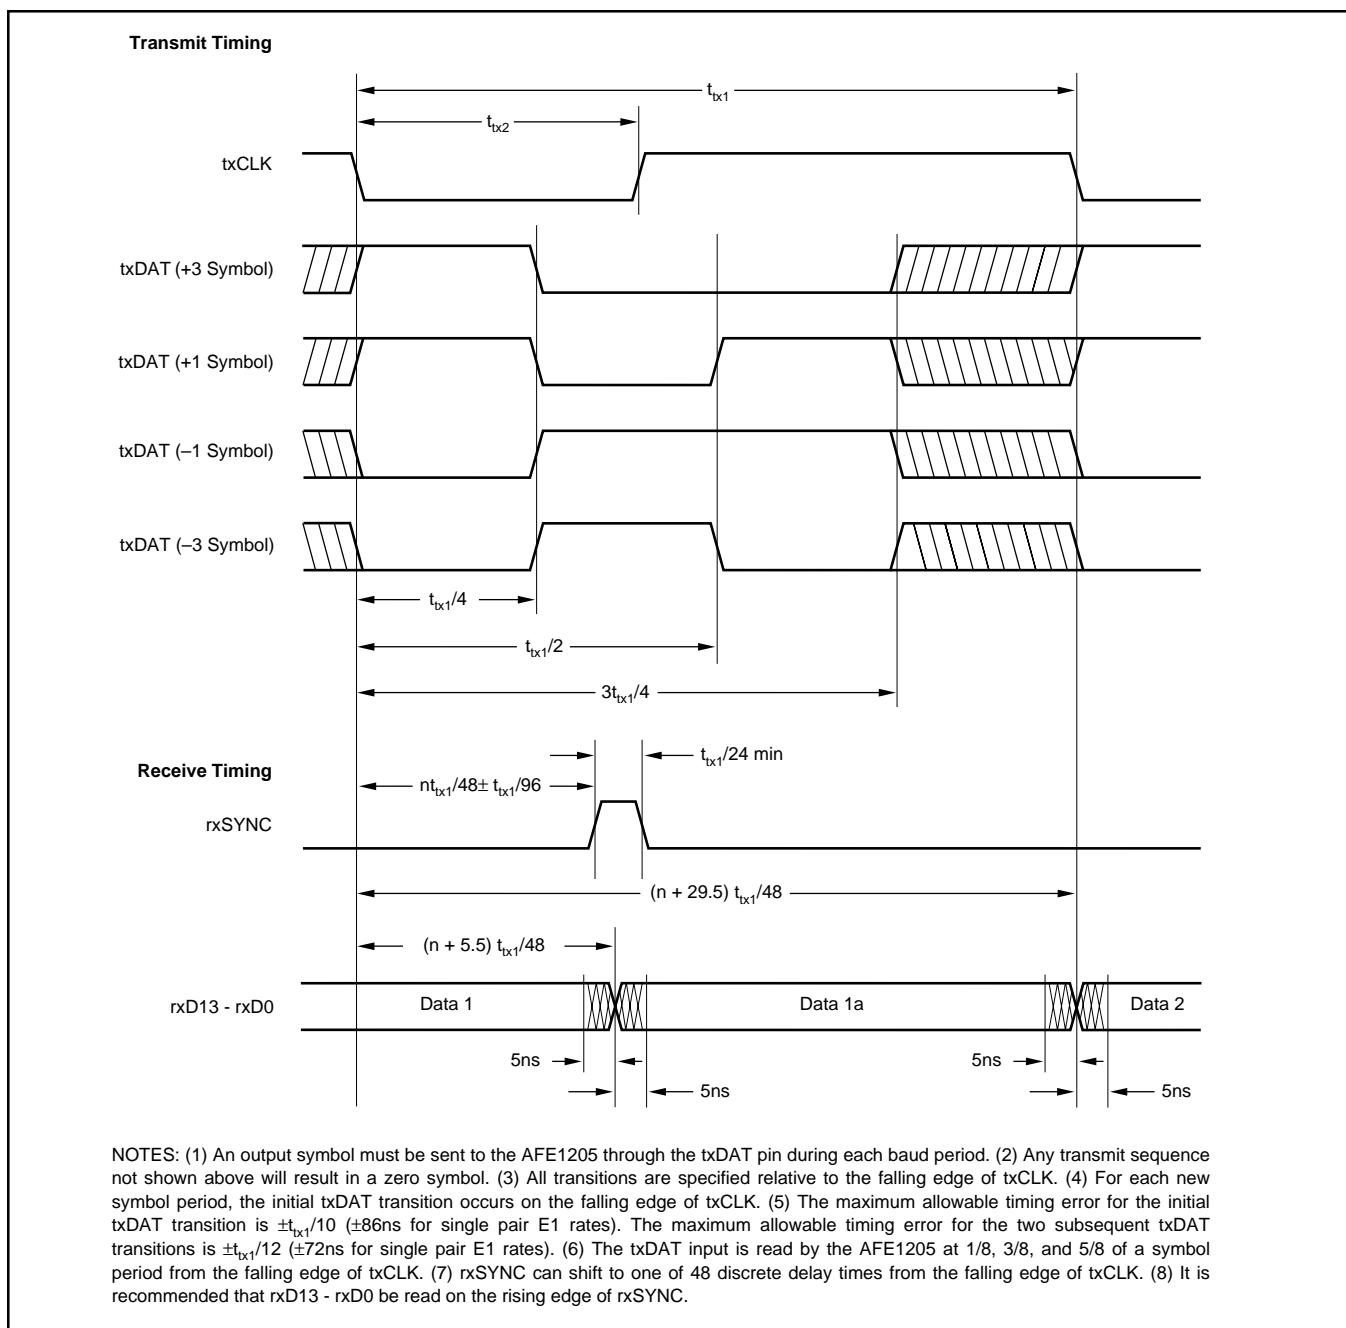 Transmit Timing
t_tx1
t_tx2
txCLK
txDAT (+3 Symbol)
txDAT (+1 Symbol)
txDAT (–1 Symbol)
txDAT (–3 Symbol)
t_tx1/4
t_tx1/2
3t_tx1/4
t_tx1/24 min
Receive Timing
nt_tx1/48± t_tx1/96
rxSYNC
(n + 29.5) t_tx1/48
(n + 5.5) t_tx1/48
rxD13 - rxD0 Data 1 Data 1a Data 2
5ns 5ns
5ns 5ns
NOTES: (1) An output symbol must be sent to the AFE1205 through the txDAT pin during each baud period. (2) Any transmit sequence
not shown above will result in a zero symbol. (3) All transitions are specified relative to the falling edge of txCLK. (4) For each new
symbol period, the initial txDAT transition occurs on the falling edge of txCLK. (5) The maximum allowable timing error for the initial
txDAT transition is ±t_tx1/10 (±86ns for single pair E1 rates). The maximum allowable timing error for the two subsequent txDAT
transitions is ±t_tx1/12 (±72ns for single pair E1 rates). (6) The txDAT input is read by the AFE1205 at 1/8, 3/8, and 5/8 of a symbol
period from the falling edge of txCLK. (7) rxSYNC can shift to one of 48 discrete delay times from the falling edge of txCLK. (8) It is
recommended that rxD13 - rxD0 be read on the rising edge of rxSYNC.